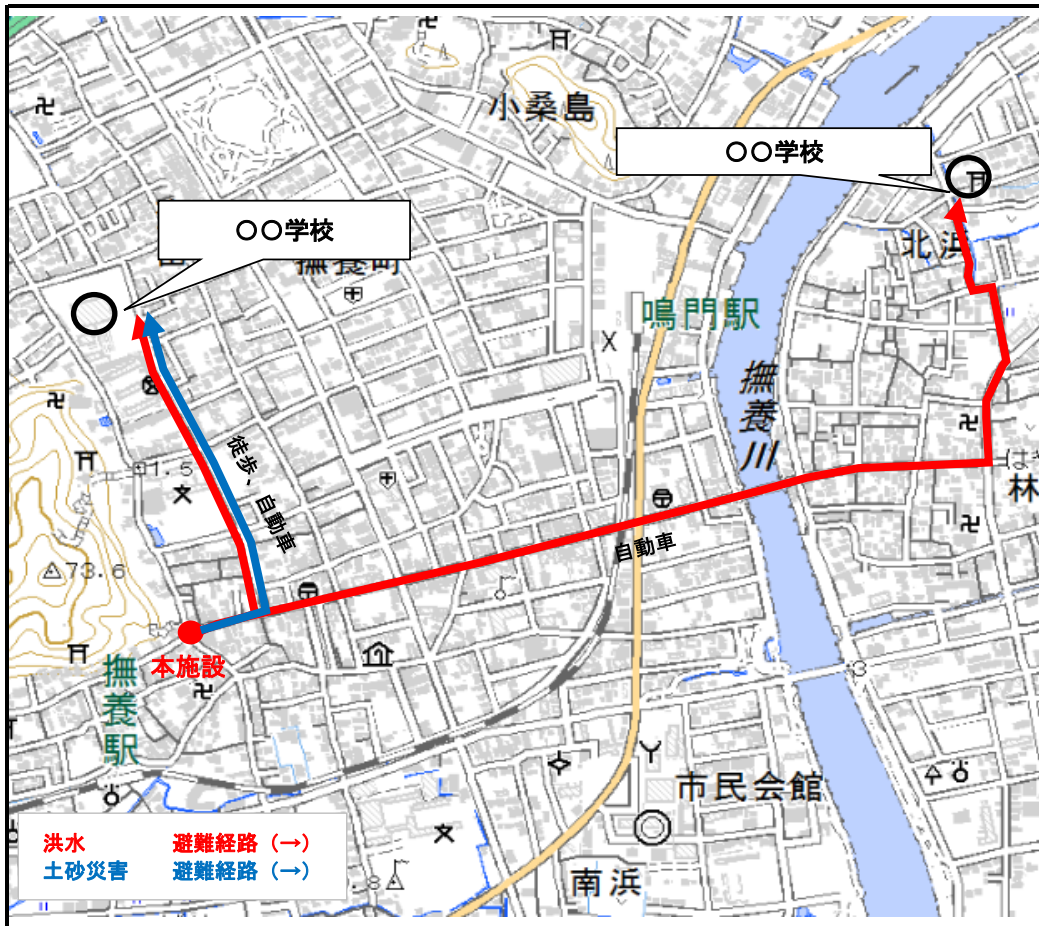 小桑島
〇〇学校
〇〇学校
撫養町
北浜
鳴門駅
撫養川
徒歩、自動車
1.5
林
自動車
73.6
本施設
撫養駅
市民会館
南浜
洪水 避難経路（→）
土砂災害 避難経路（→）